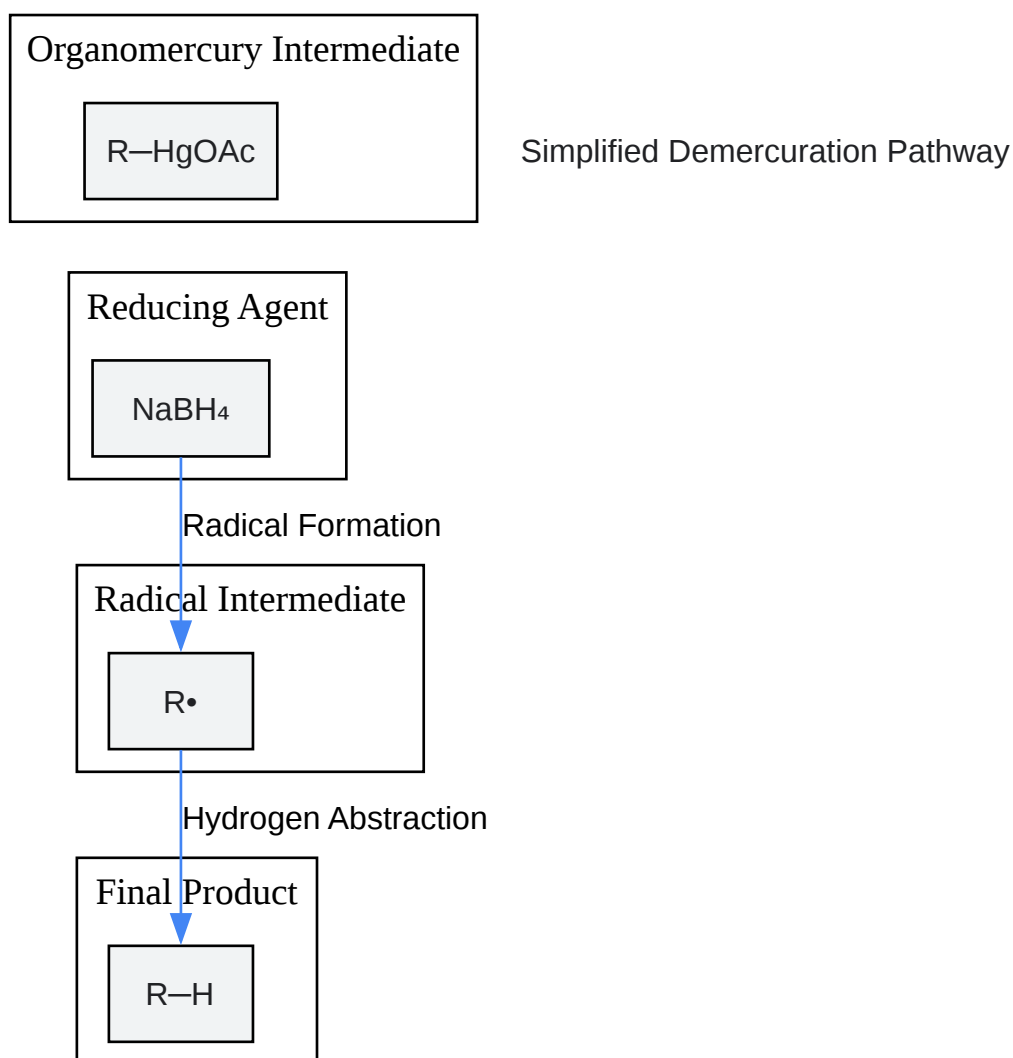 Organomercury Intermediate
R─HgOAc
Simplified Demercuration Pathway
Reducing Agent
NaBH₄
Radical Formation
Radical Intermediate
R•
Hydrogen Abstraction
Final Product
R─H